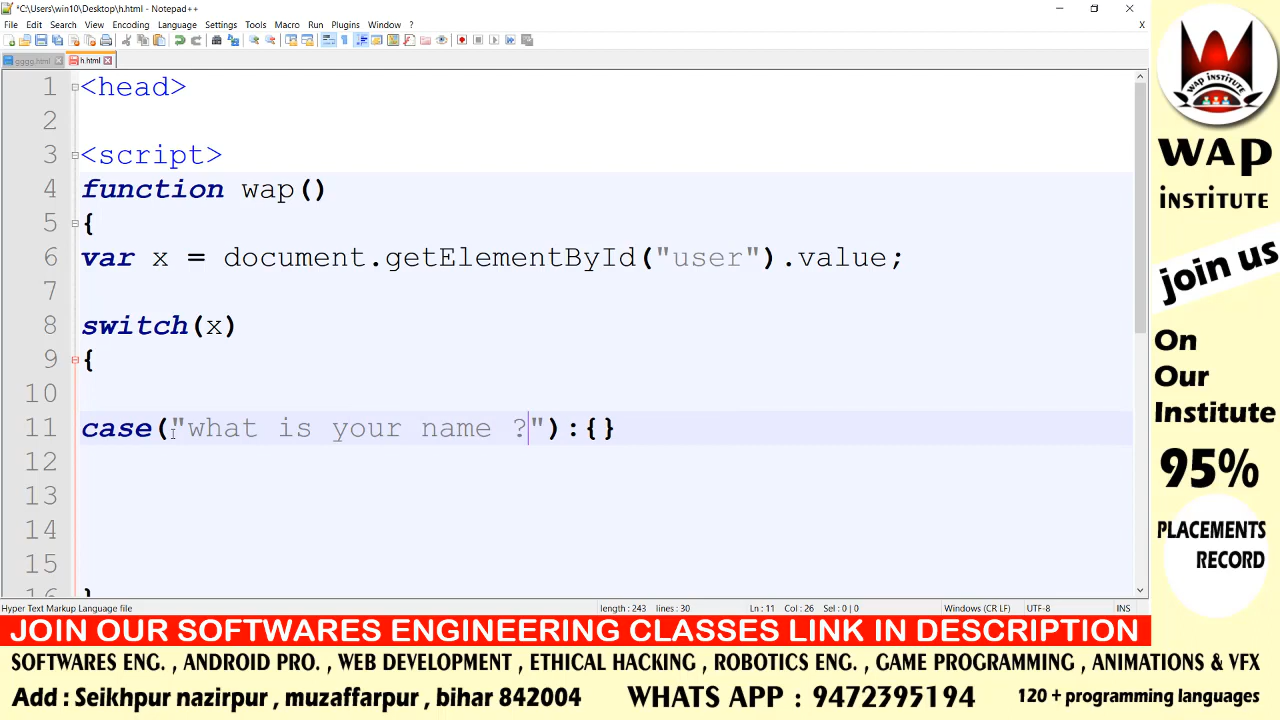 *C:\Users\win10\Desktop\h.html - Notepad++
File Edit Search View Encoding Language Settings Tools Macro Run Plugins Window ? X
gggg.html h.html
1 <head>
2
3 <script>
4 function wap()
5 {
6 var x = document.getElementById("user").value;
7
8 switch(x)
9 {
10
11 case("what is your name ?"):{}
12
13
14
15
16 }
Hyper Text Markup Language file length : 243 lines : 30 Ln : 11 Col : 26 Sel : 0 | 0 Windows (CR LF) UTF-8 INS
WAP INSTITUTE
WAP
INSTITUTE
join us
On
Our
Institute
95%
PLACEMENTS
RECORD
JOIN OUR SOFTWARES ENGINEERING CLASSES LINK IN DESCRIPTION
SOFTWARES ENG. , ANDROID PRO. , WEB DEVELOPMENT , ETHICAL HACKING , ROBOTICS ENG. , GAME PROGRAMMING , ANIMATIONS & VFX
Add : Seikhpur nazirpur , muzaffarpur , bihar 842004 WHATS APP : 9472395194 120 + programming languages